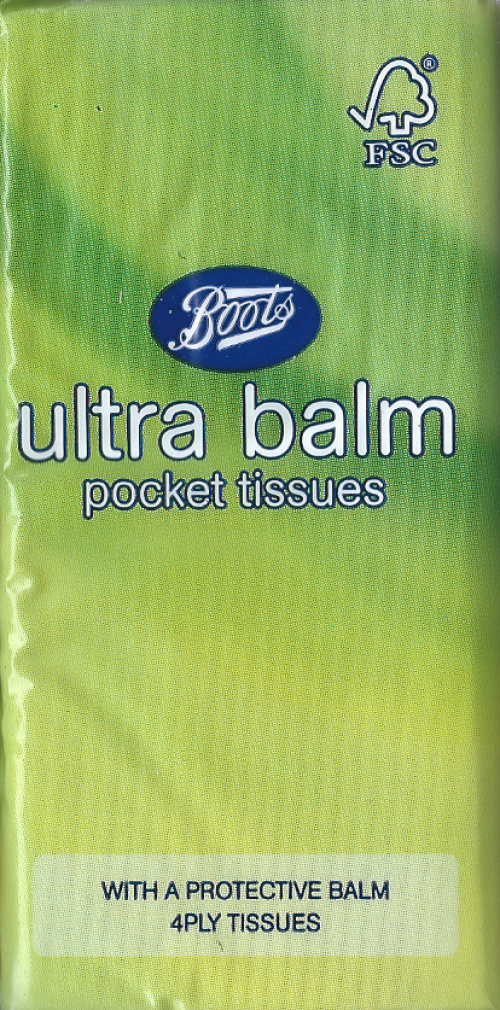 ®
FSC
Boots
ultra balm
pocket tissues
WITH A PROTECTIVE BALM
4PLY TISSUES